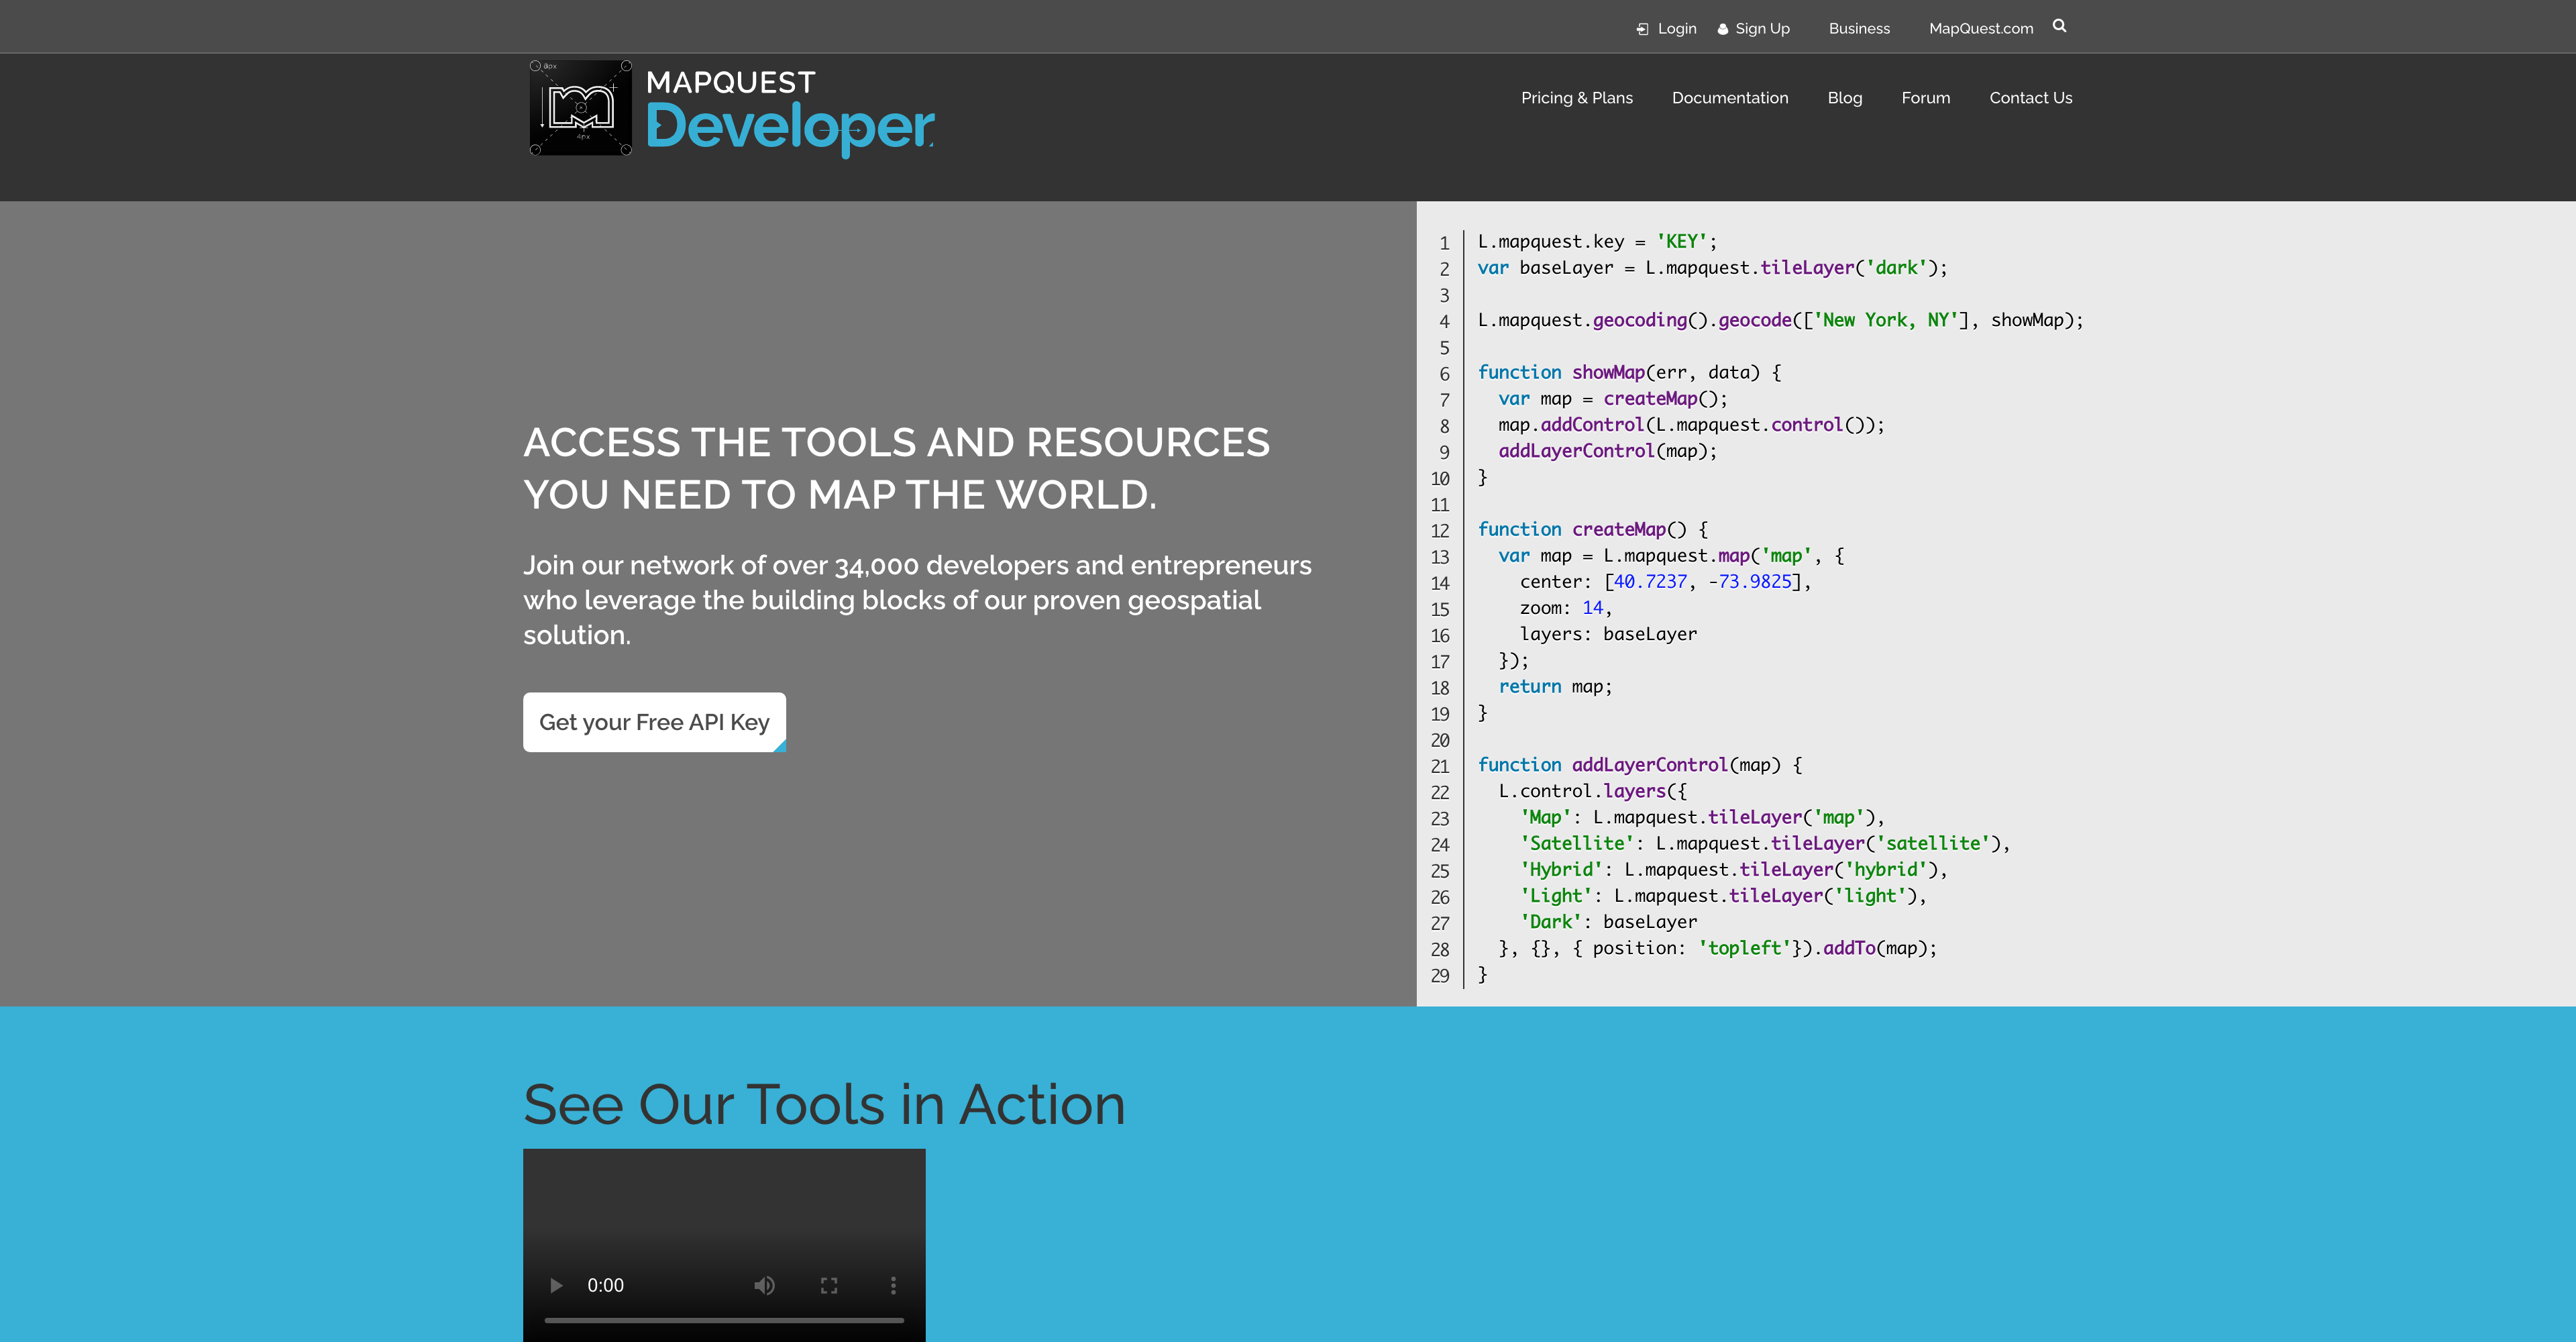 Login Sign Up Business MapQuest.com
8px
4px
MAPQUEST
Developer
Pricing & Plans Documentation Blog Forum Contact Us
ACCESS THE TOOLS AND RESOURCES
YOU NEED TO MAP THE WORLD.
Join our network of over 34,000 developers and entrepreneurs
who leverage the building blocks of our proven geospatial
solution.
Get your Free API Key
1 L.mapquest.key = 'KEY';
2 var baseLayer = L.mapquest.tileLayer('dark');
3
4 L.mapquest.geocoding().geocode(['New York, NY'], showMap);
5
6 function showMap(err, data) {
7   var map = createMap();
8   map.addControl(L.mapquest.control());
9   addLayerControl(map);
10 }
11
12 function createMap() {
13   var map = L.mapquest.map('map', {
14     center: [40.7237, -73.9825],
15     zoom: 14,
16     layers: baseLayer
17   });
18   return map;
19 }
20
21 function addLayerControl(map) {
22   L.control.layers({
23     'Map': L.mapquest.tileLayer('map'),
24     'Satellite': L.mapquest.tileLayer('satellite'),
25     'Hybrid': L.mapquest.tileLayer('hybrid'),
26     'Light': L.mapquest.tileLayer('light'),
27     'Dark': baseLayer
28   }, {}, { position: 'topleft'}).addTo(map);
29 }
See Our Tools in Action
0:00